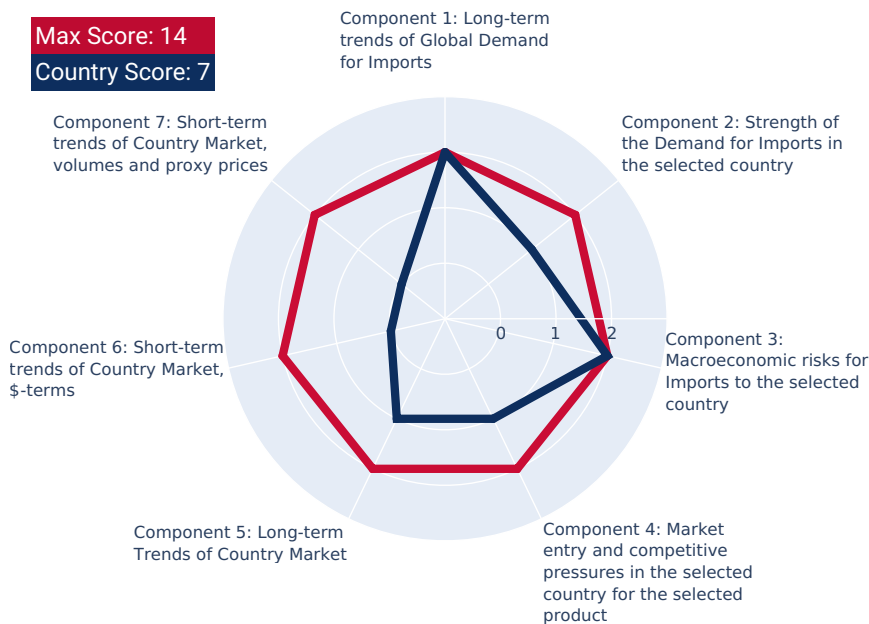 Max Score: 14
Country Score: 7
Component 1: Long-term
trends of Global Demand
for Imports
Component 2: Strength of
the Demand for Imports in
the selected country
Component 7: Short-term
trends of Country Market,
volumes and proxy prices
0
1
2
Component 3:
Macroeconomic risks for
Imports to the selected
country
Component 6: Short-term
trends of Country Market,
$-terms
Component 5: Long-term
Trends of Country Market
Component 4: Market
entry and competitive
pressures in the selected
country for the selected
product